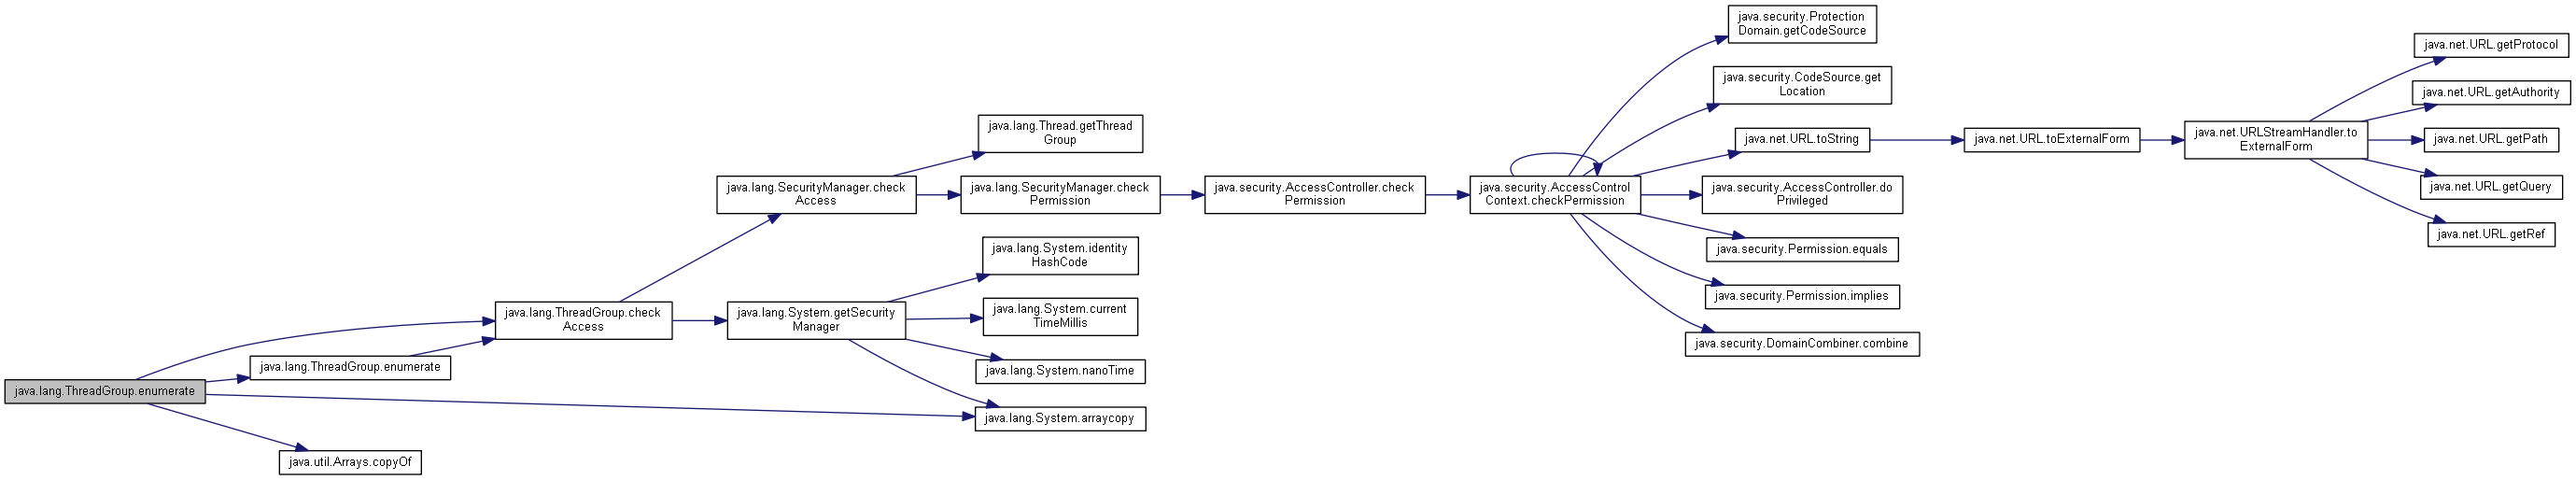 java.lang.ThreadGroup.enumerate
java.lang.ThreadGroup.enumerate
java.util.Arrays.copyOf
java.lang.ThreadGroup.check
Access
java.lang.SecurityManager.check
Access
java.lang.System.getSecurity
Manager
java.lang.Thread.getThread
Group
java.lang.SecurityManager.check
Permission
java.lang.System.identity
HashCode
java.lang.System.current
TimeMillis
java.lang.System.nanoTime
java.lang.System.arraycopy
java.security.AccessController.check
Permission
java.security.AccessControl
Context.checkPermission
java.security.Protection
Domain.getCodeSource
java.security.CodeSource.get
Location
java.net.URL.toString
java.security.AccessController.do
Privileged
java.security.Permission.equals
java.security.Permission.implies
java.security.DomainCombiner.combine
java.net.URL.toExternalForm
java.net.URLStreamHandler.to
ExternalForm
java.net.URL.getProtocol
java.net.URL.getAuthority
java.net.URL.getPath
java.net.URL.getQuery
java.net.URL.getRef